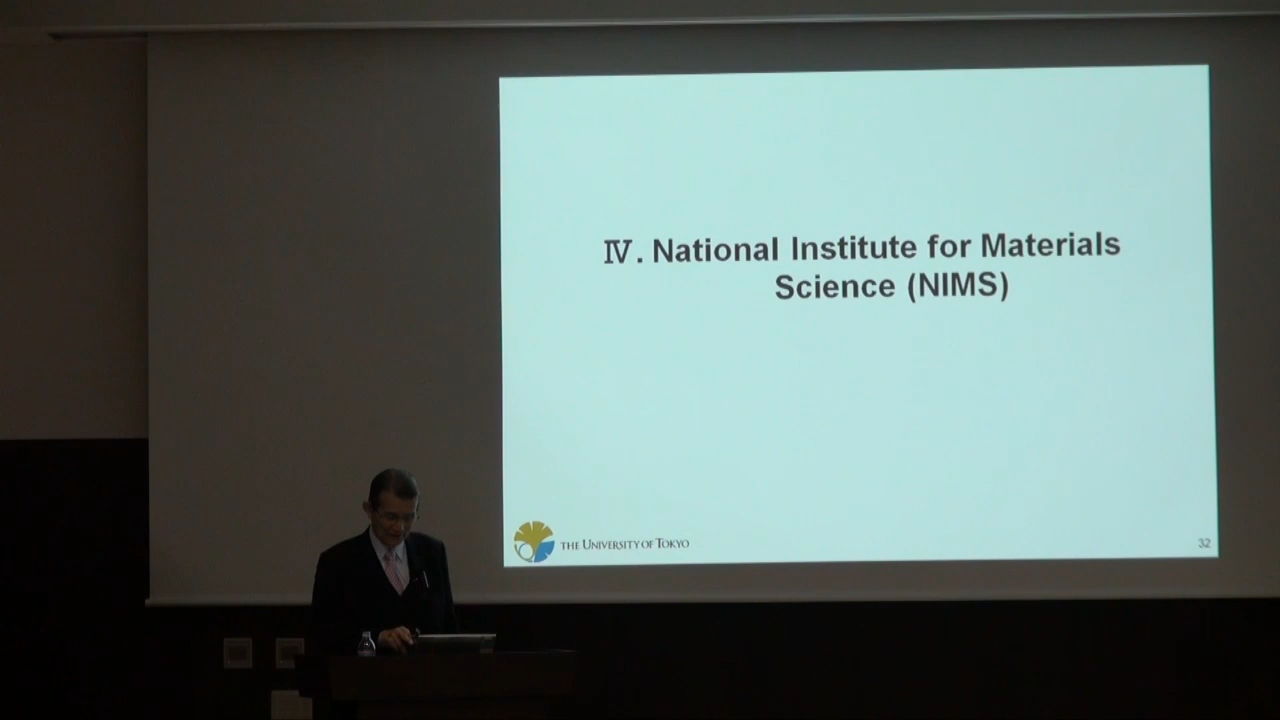 Ⅳ. National Institute for Materials
Science (NIMS)
THE UNIVERSITY OF TOKYO
32